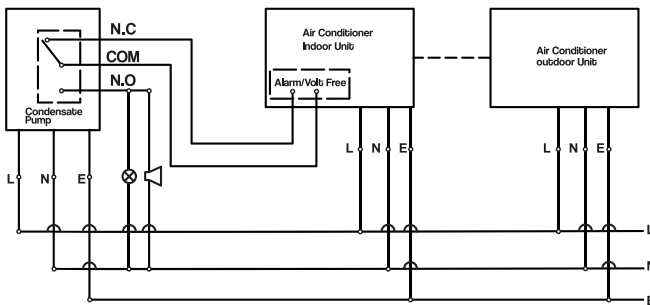 N.C
COM
N.O
Condensate
Pump
Air Conditioner
Indoor Unit
Alarm/Volt Free
Air Conditioner
outdoor Unit
L N E
L N E
L N E
L
N
E